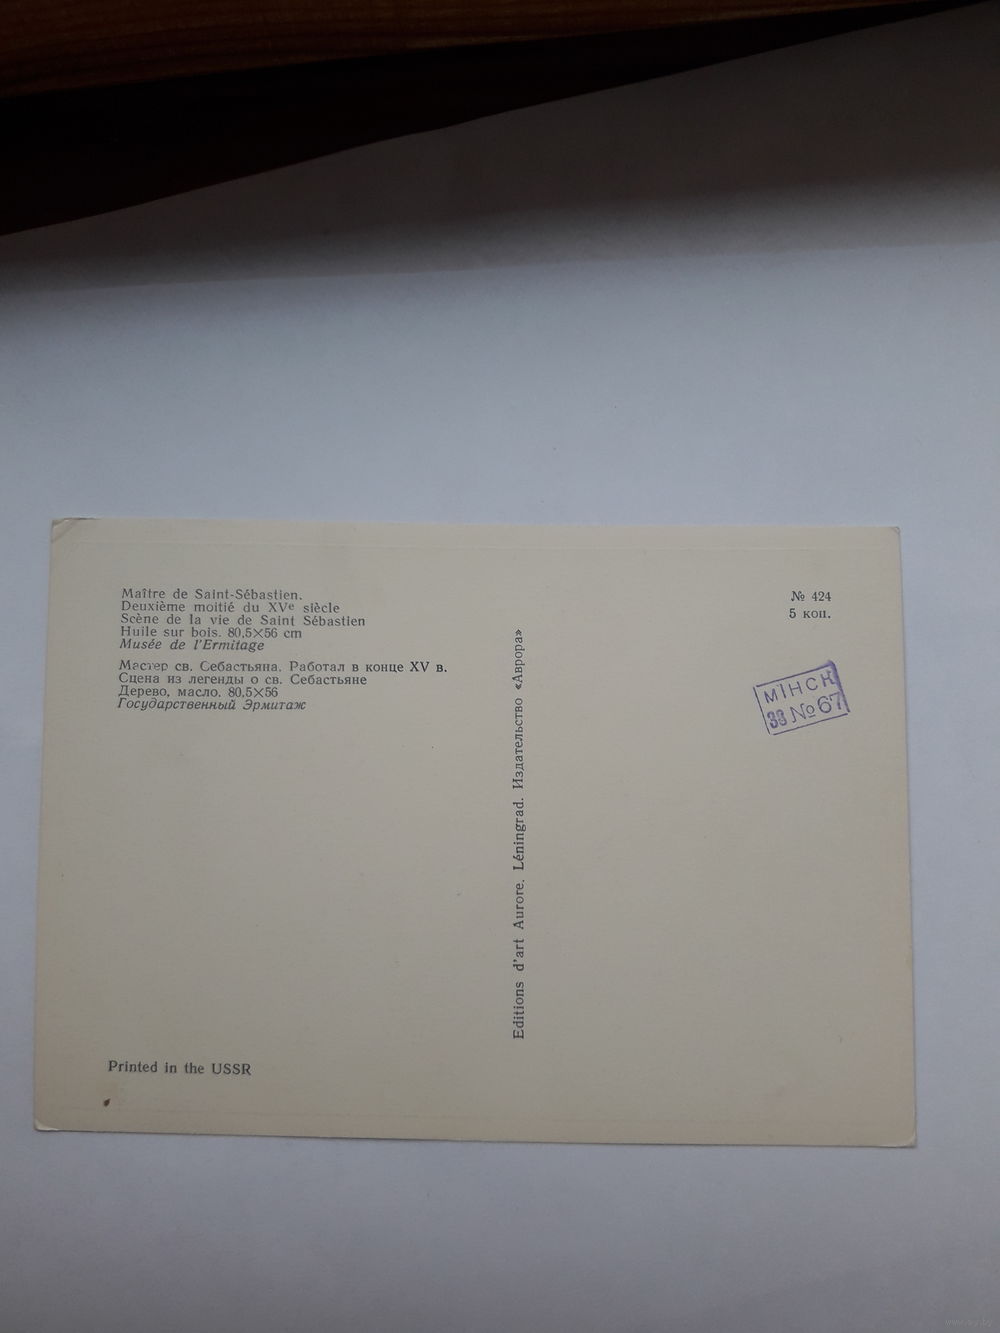 Maître de Saint-Sébastien.
Deuxième moitié du XVe siècle
Scène de la vie de Saint Sébastien
Huile sur bois. 80,5×56 cm
Musée de l'Ermitage
Мастер св. Себастьяна. Работал в конце XV в.
Сцена из легенды о св. Себастьяне
Дерево, масло. 80,5×56
Государственный Эрмитаж
Printed in the USSR
Editions d'art Aurore. Léningrad. Издательство «Аврора»
№ 424
5 коп.
МІНСК
33 № 67